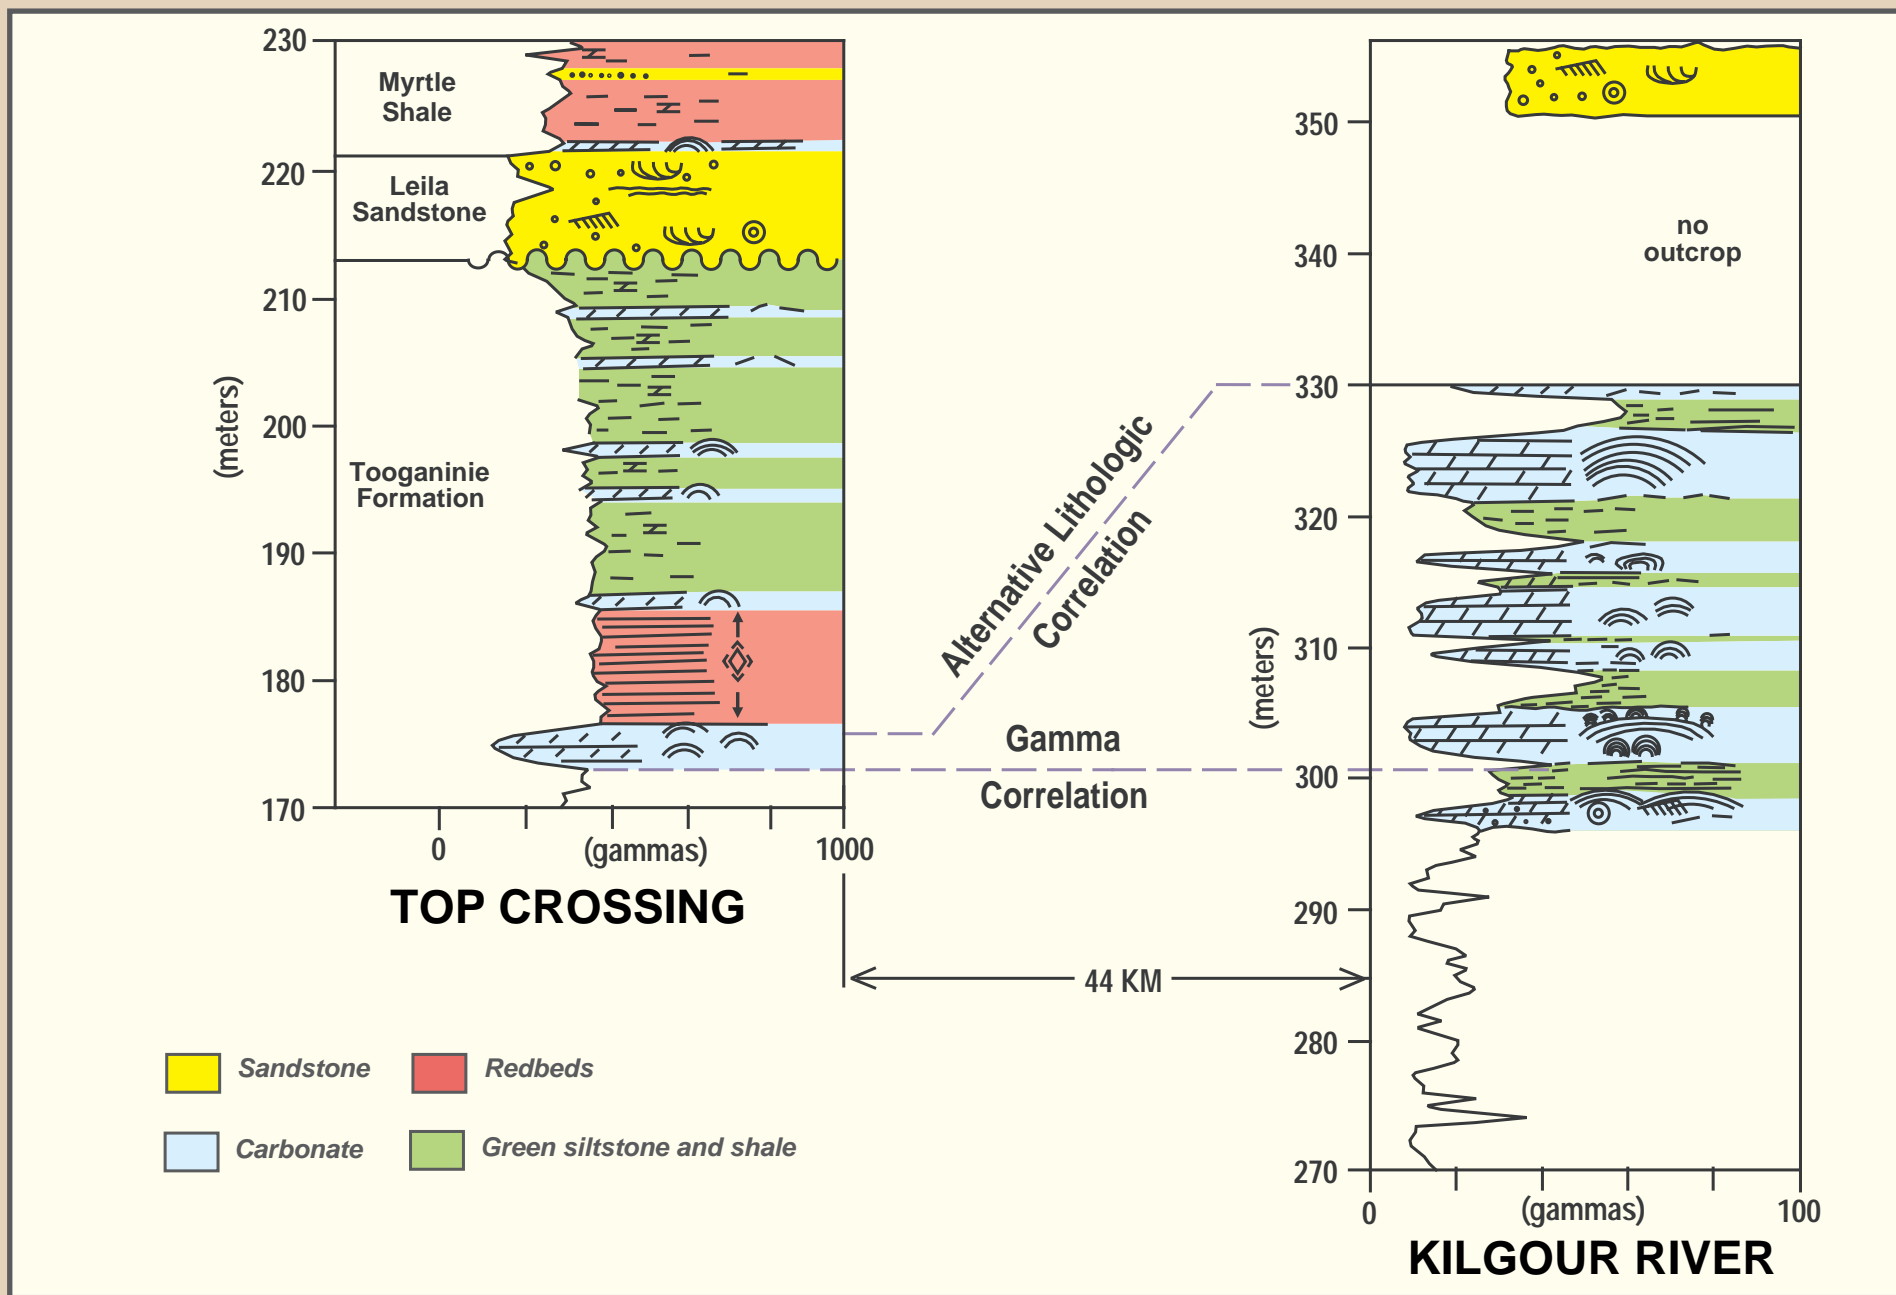 230
220
210
200
190
180
170
(meters)
Myrtle
Shale
Leila
Sandstone
Tooganinie
Formation
0
(gammas)
1000
TOP CROSSING
Alternative Lithologic
Correlation
Gamma
Correlation
44 KM
350
340
330
320
310
300
290
280
270
(meters)
no
outcrop
0
(gammas)
100
KILGOUR RIVER
Sandstone
Redbeds
Carbonate
Green siltstone and shale